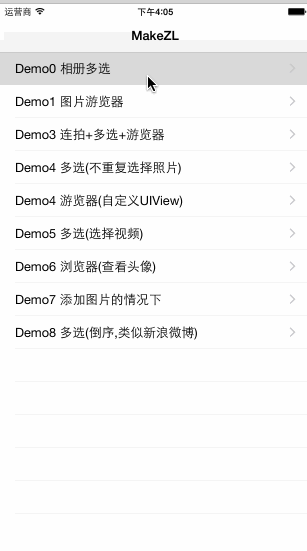 运营商 下午4:05
MakeZL
Demo0 相册多选
Demo1 图片游览器
Demo3 连拍+多选+游览器
Demo4 多选(不重复选择照片)
Demo4 游览器(自定义UIView)
Demo5 多选(选择视频)
Demo6 浏览器(查看头像)
Demo7 添加图片的情况下
Demo8 多选(倒序,类似新浪微博)